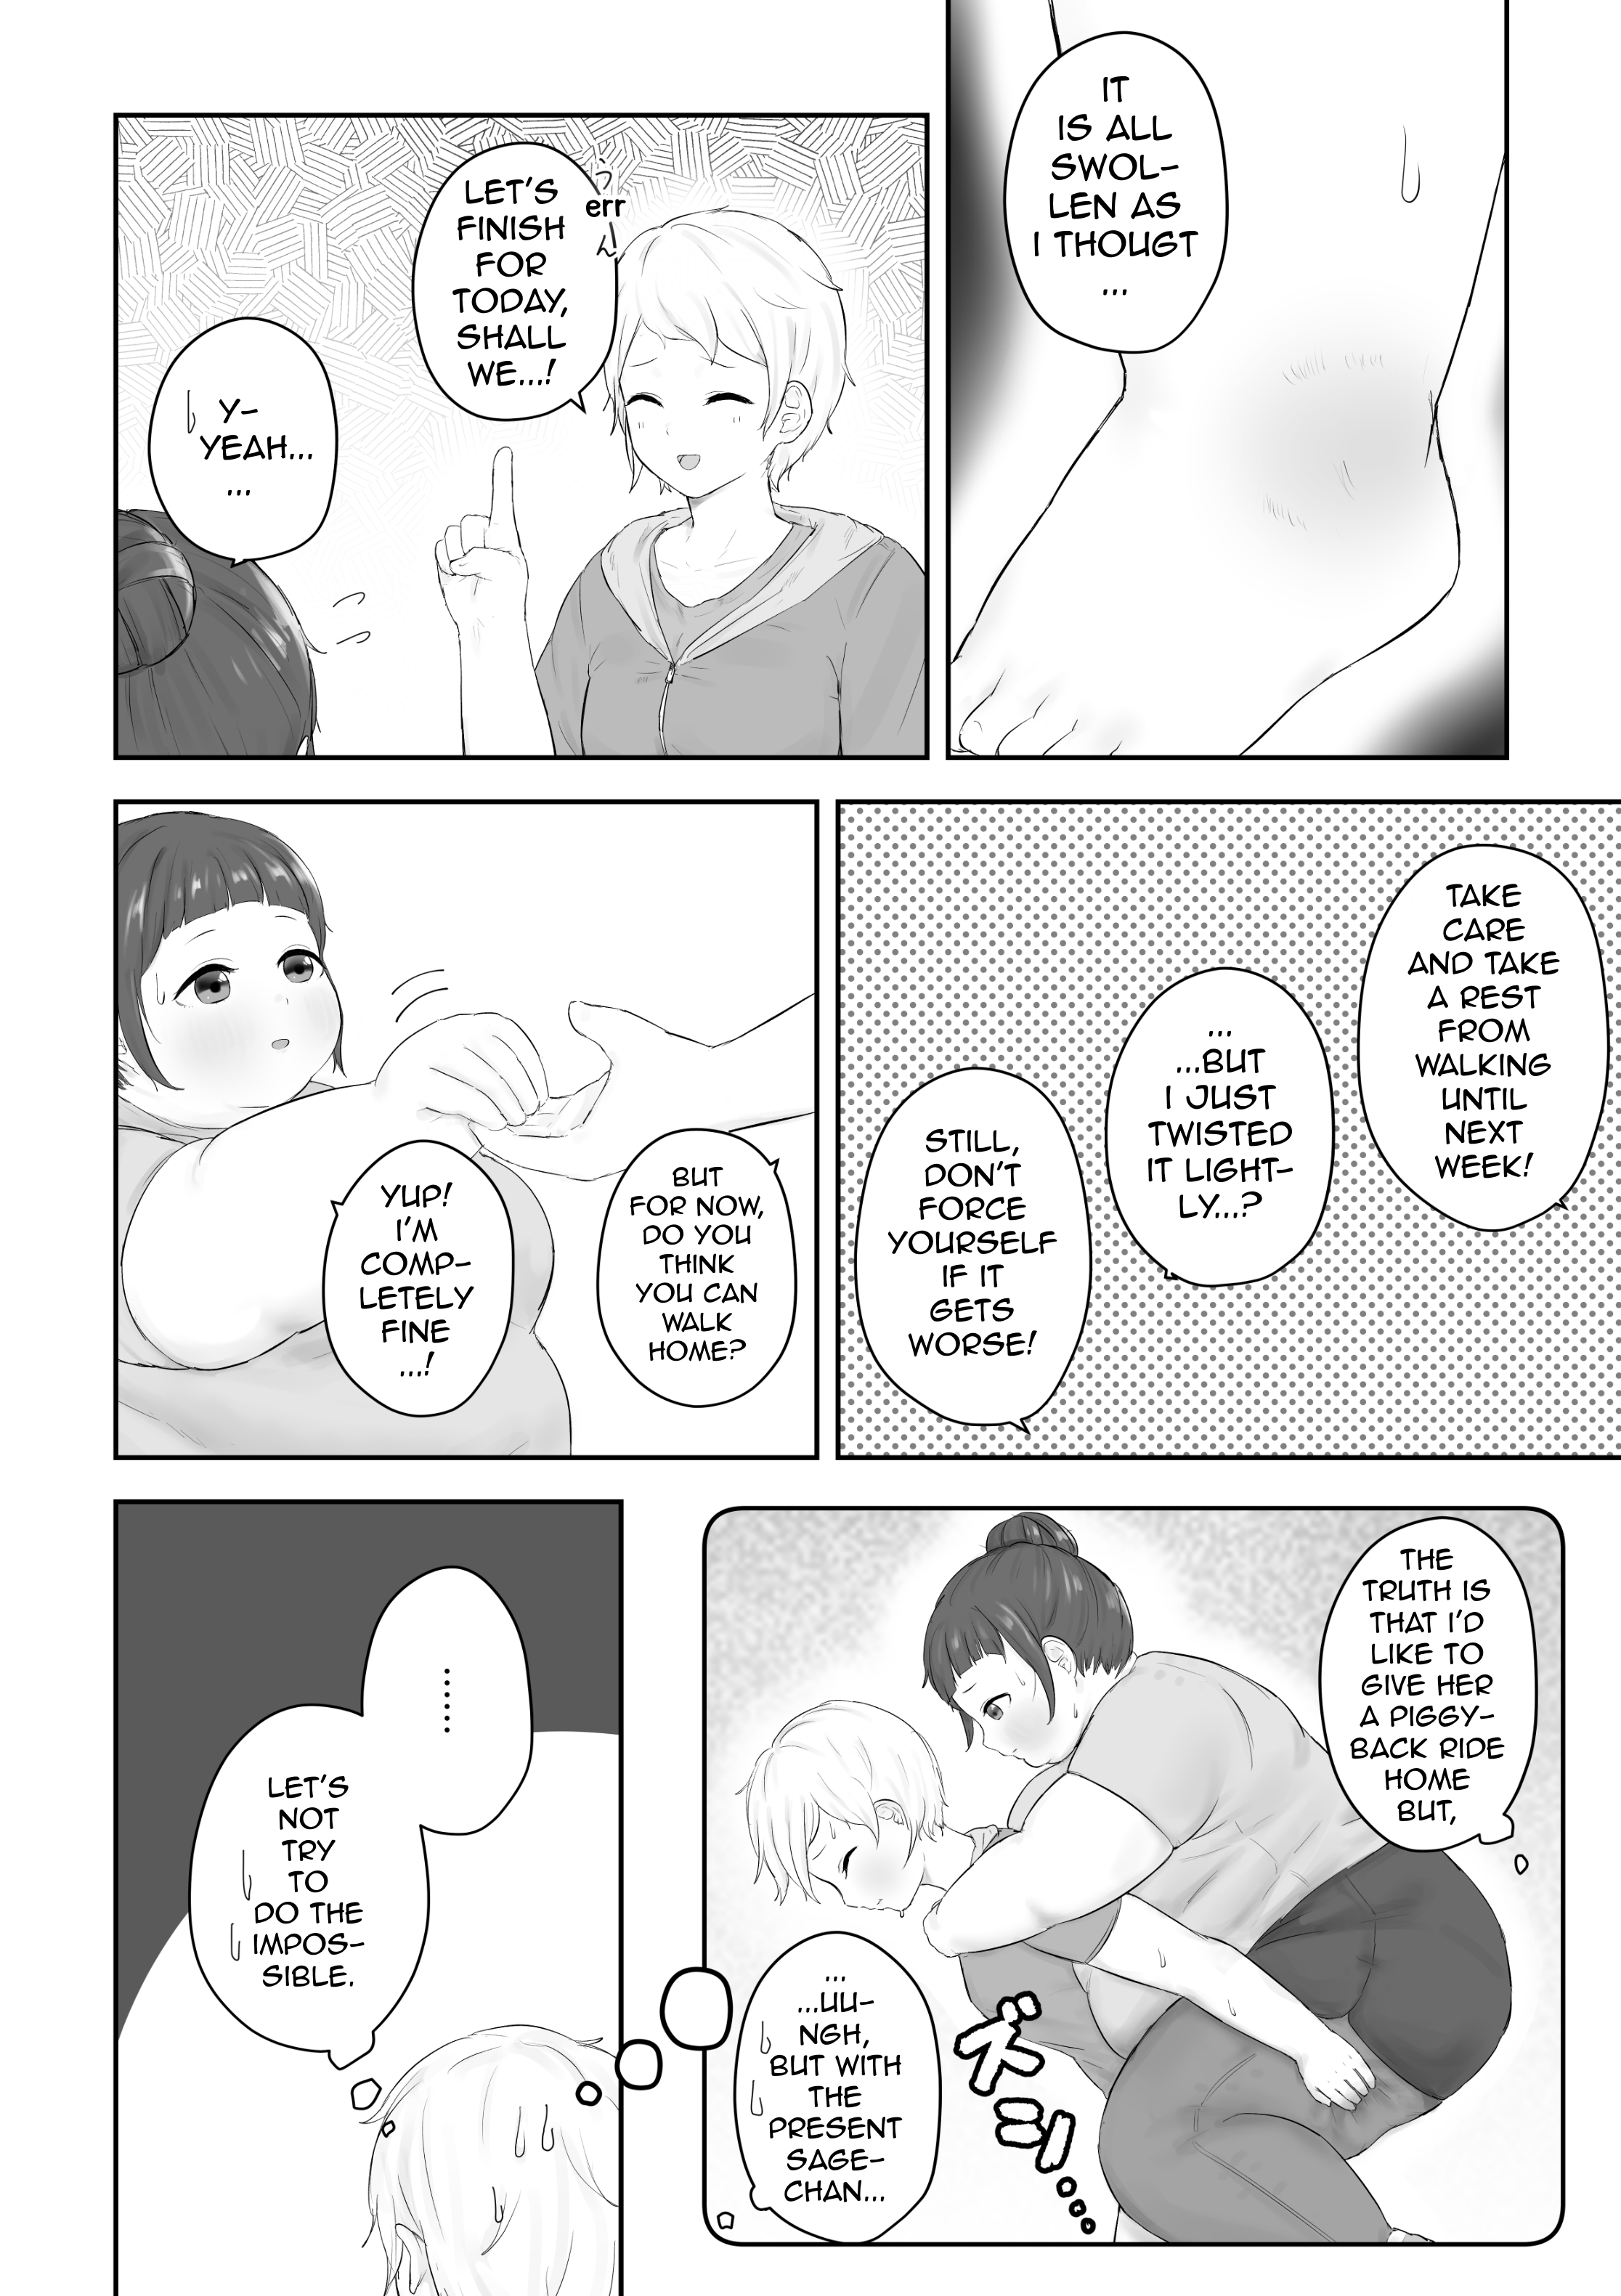 IT
IS ALL
SWOL-
LEN AS
I THOUGT
...
う
err
ん
LET'S
FINISH
FOR
TODAY,
SHALL
WE...!
Y-
YEAH...
...
TAKE
CARE
AND TAKE
A REST
FROM
WALKING
UNTIL
NEXT
WEEK!
...
...BUT
I JUST
TWISTED
IT LIGHT-
LY...?
STILL,
DON'T
FORCE
YOURSELF
IF IT
GETS
WORSE!
BUT
FOR NOW,
DO YOU
THINK
YOU CAN
WALK
HOME?
YUP!
I'M
COMP-
LETELY
FINE
...!
THE
TRUTH IS
THAT I'D
LIKE TO
GIVE HER
A PIGGY-
BACK RIDE
HOME
BUT,
ズシ...
...
...UU-
NGH,
BUT WITH
THE
PRESENT
SAGE-
CHAN...
.....
LET'S
NOT
TRY
TO
DO THE
IMPOS-
SIBLE.